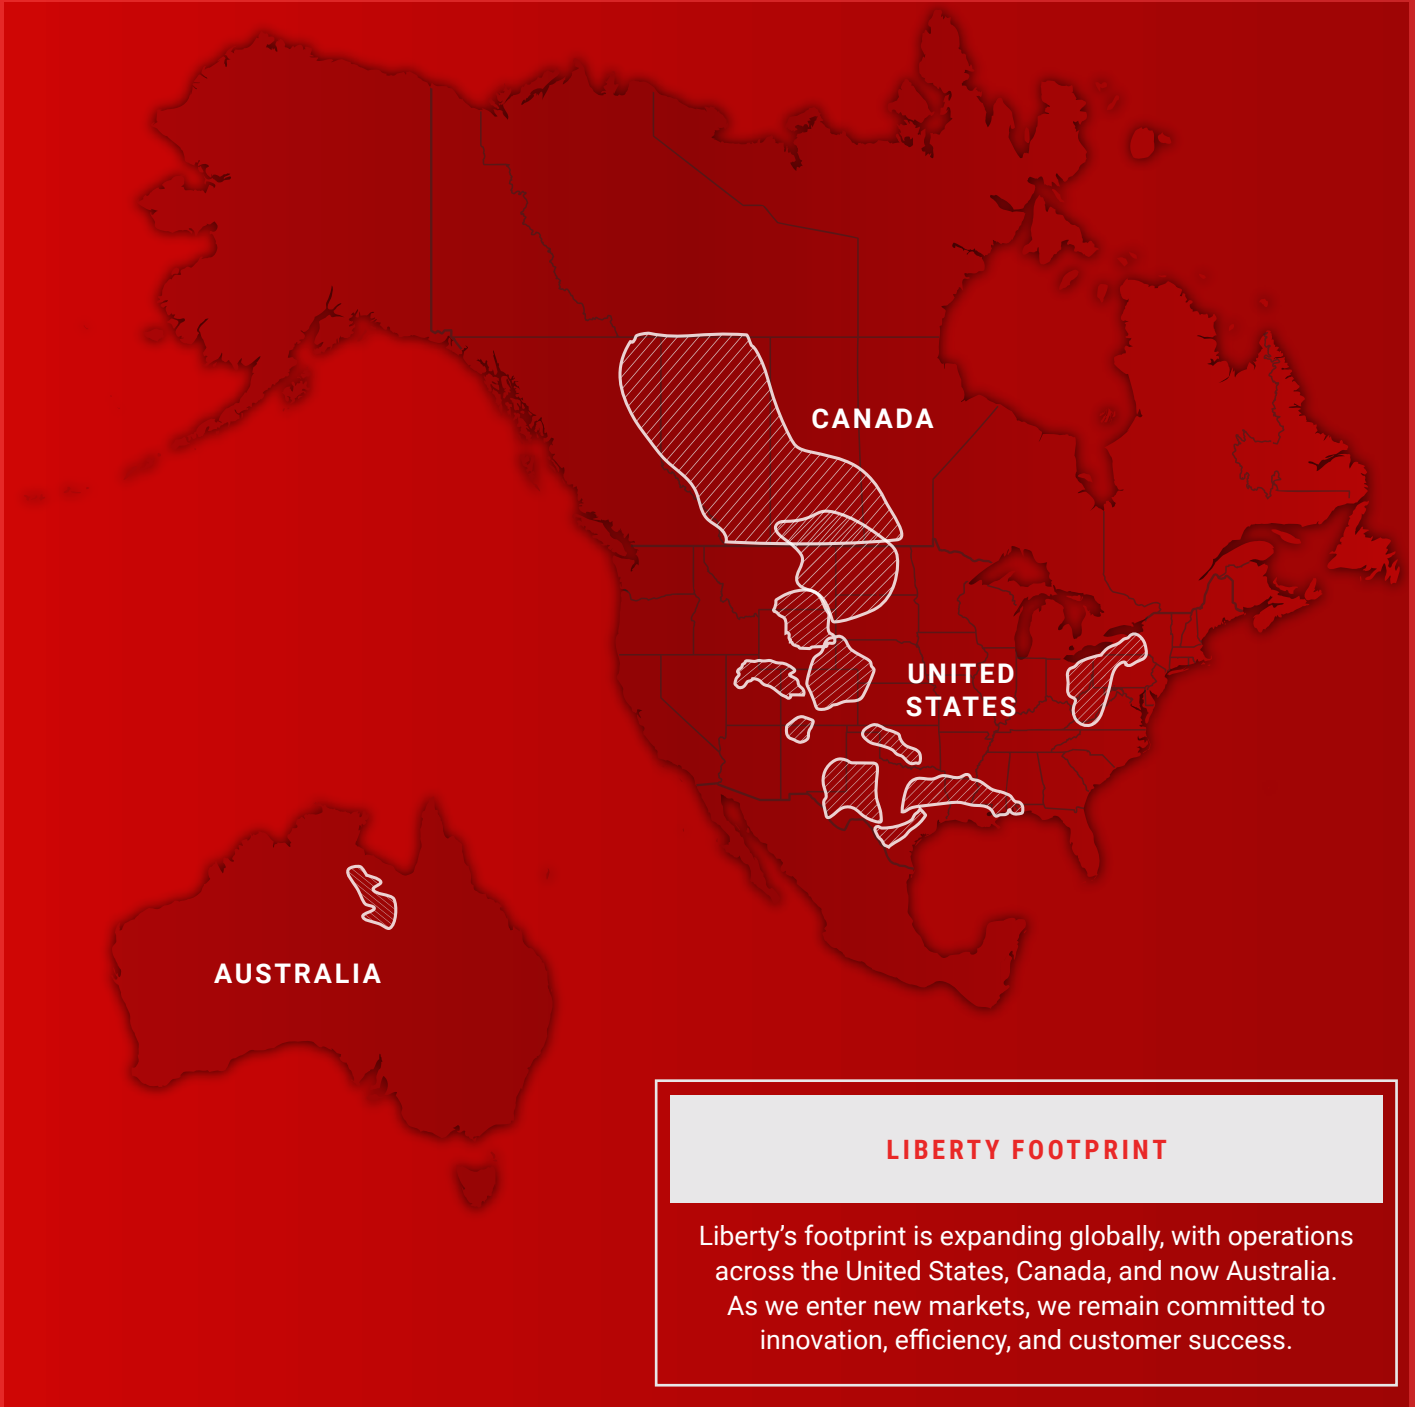 CANADA
UNITED
STATES
AUSTRALIA
LIBERTY FOOTPRINT
Liberty’s footprint is expanding globally, with operations
across the United States, Canada, and now Australia.
As we enter new markets, we remain committed to
innovation, efficiency, and customer success.